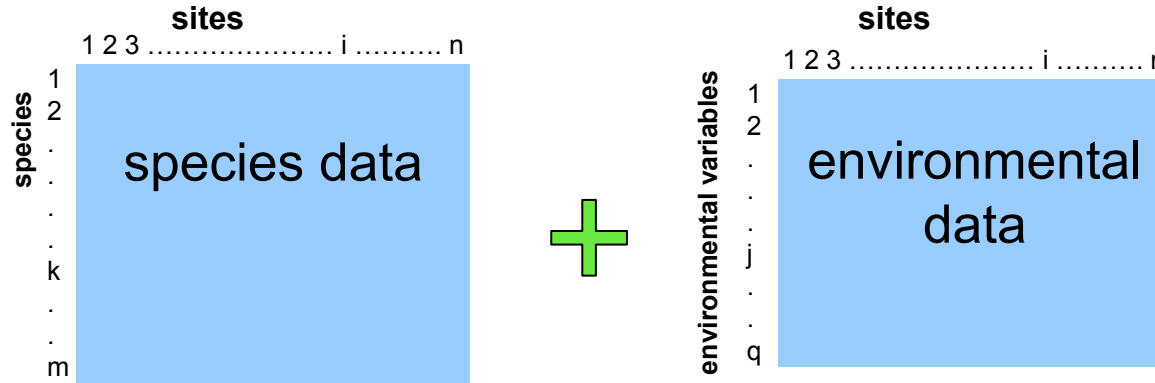 sites
1 2 3 ………………… i ………. n
species
1
2
.
.
.
.
k
.
.
.
m
species data
sites
1 2 3 ………………… i ……….
environmental variables
1
2
.
.
.
j
.
.
q
environmental
data